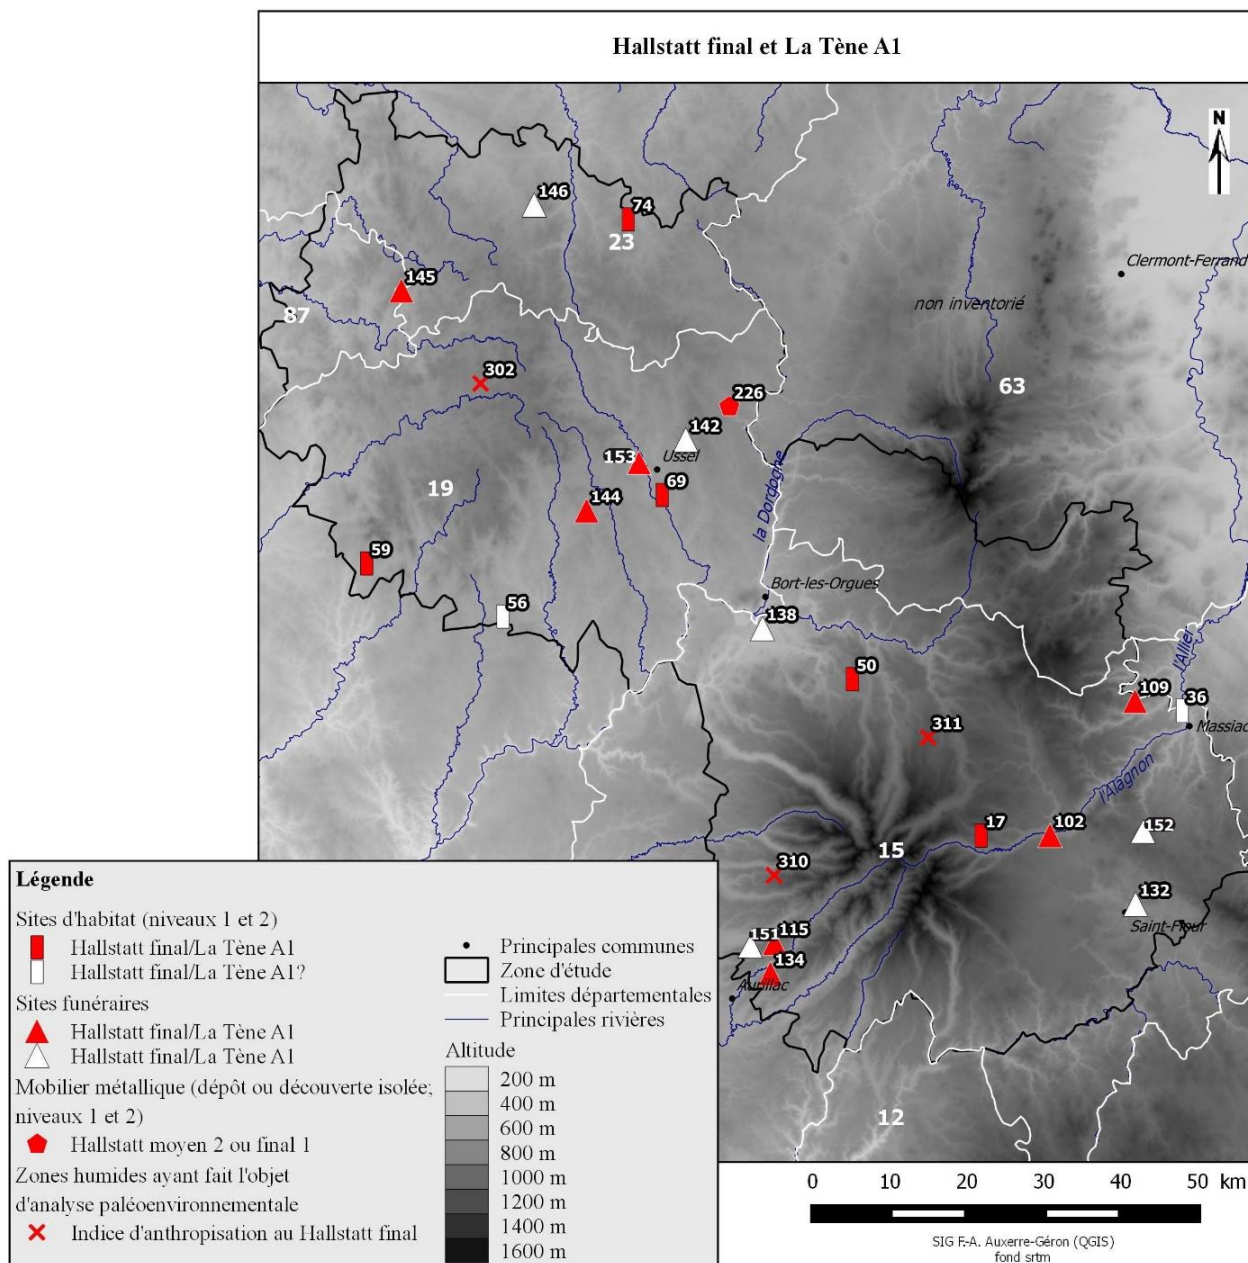 Hallstatt final et La Tène A1
N
146
74
23
Clermont-Ferrand
145
non inventorié
87
302
63
226
142
153
Ussel
19
69
144
la Dordogne
59
56
Bort-les-Orgues
138
l'Allier
50
109
36
311
Massiac
l'Alagnon
17
102
152
15
310
132
Saint-Flour
151
115
134
Aurillac
12
Légende
Sites d'habitat (niveaux 1 et 2)
Hallstatt final/La Tène A1
Hallstatt final/La Tène A1?
Sites funéraires
Hallstatt final/La Tène A1
Hallstatt final/La Tène A1
Mobilier métallique (dépôt ou découverte isolée;
niveaux 1 et 2)
Hallstatt moyen 2 ou final 1
Zones humides ayant fait l'objet
d'analyse paléoenvironnementale
Indice d'anthropisation au Hallstatt final
Principales communes
Zone d'étude
Limites départementales
Principales rivières
Altitude
200 m
400 m
600 m
800 m
1000 m
1200 m
1400 m
1600 m
0 10 20 30 40 50 km
SIG F.-A. Auxerre-Géron (QGIS)
fond srtm